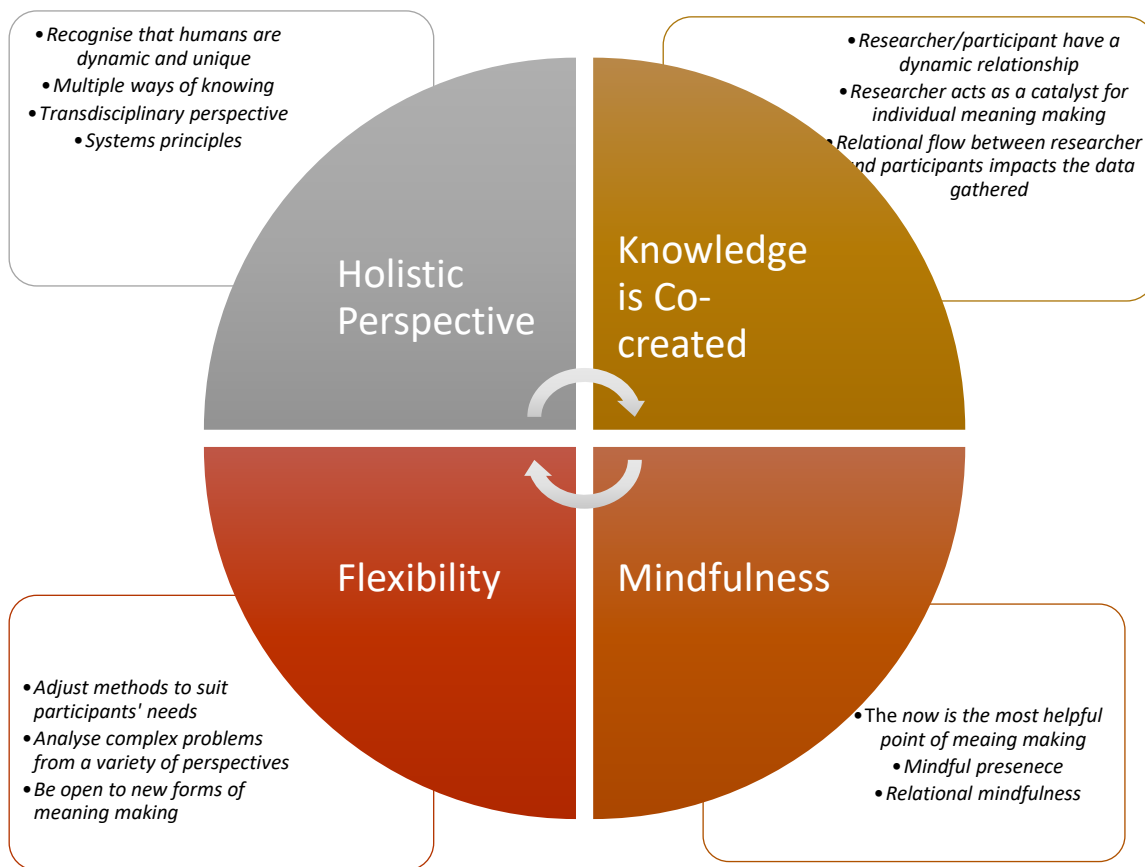 •Recognise that humans are
dynamic and unique
•Multiple ways of knowing
•Transdisciplinary perspective
•Systems principles
•Researcher/participant have a
dynamic relationship
•Researcher acts as a catalyst for
individual meaning making
•Relational flow between researcher
and participants impacts the data
gathered
Holistic
Perspective
Knowledge
is Co-
created
Flexibility
Mindfulness
•Adjust methods to suit
participants' needs
•Analyse complex problems
from a variety of perspectives
•Be open to new forms of
meaning making
•The now is the most helpful
point of meaing making
•Mindful presenece
•Relational mindfulness